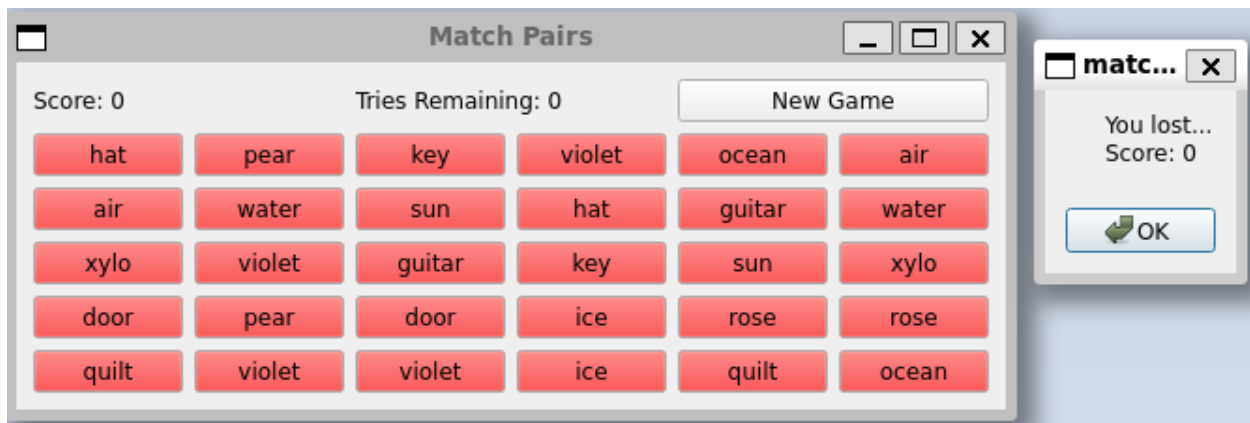 Match Pairs
Score: 0 Tries Remaining: 0 New Game
hat pear key violet ocean air
air water sun hat guitar water
xylo violet guitar key sun xylo
door pear door ice rose rose
quilt violet violet ice quilt ocean
matc...
You lost...
Score: 0
OK